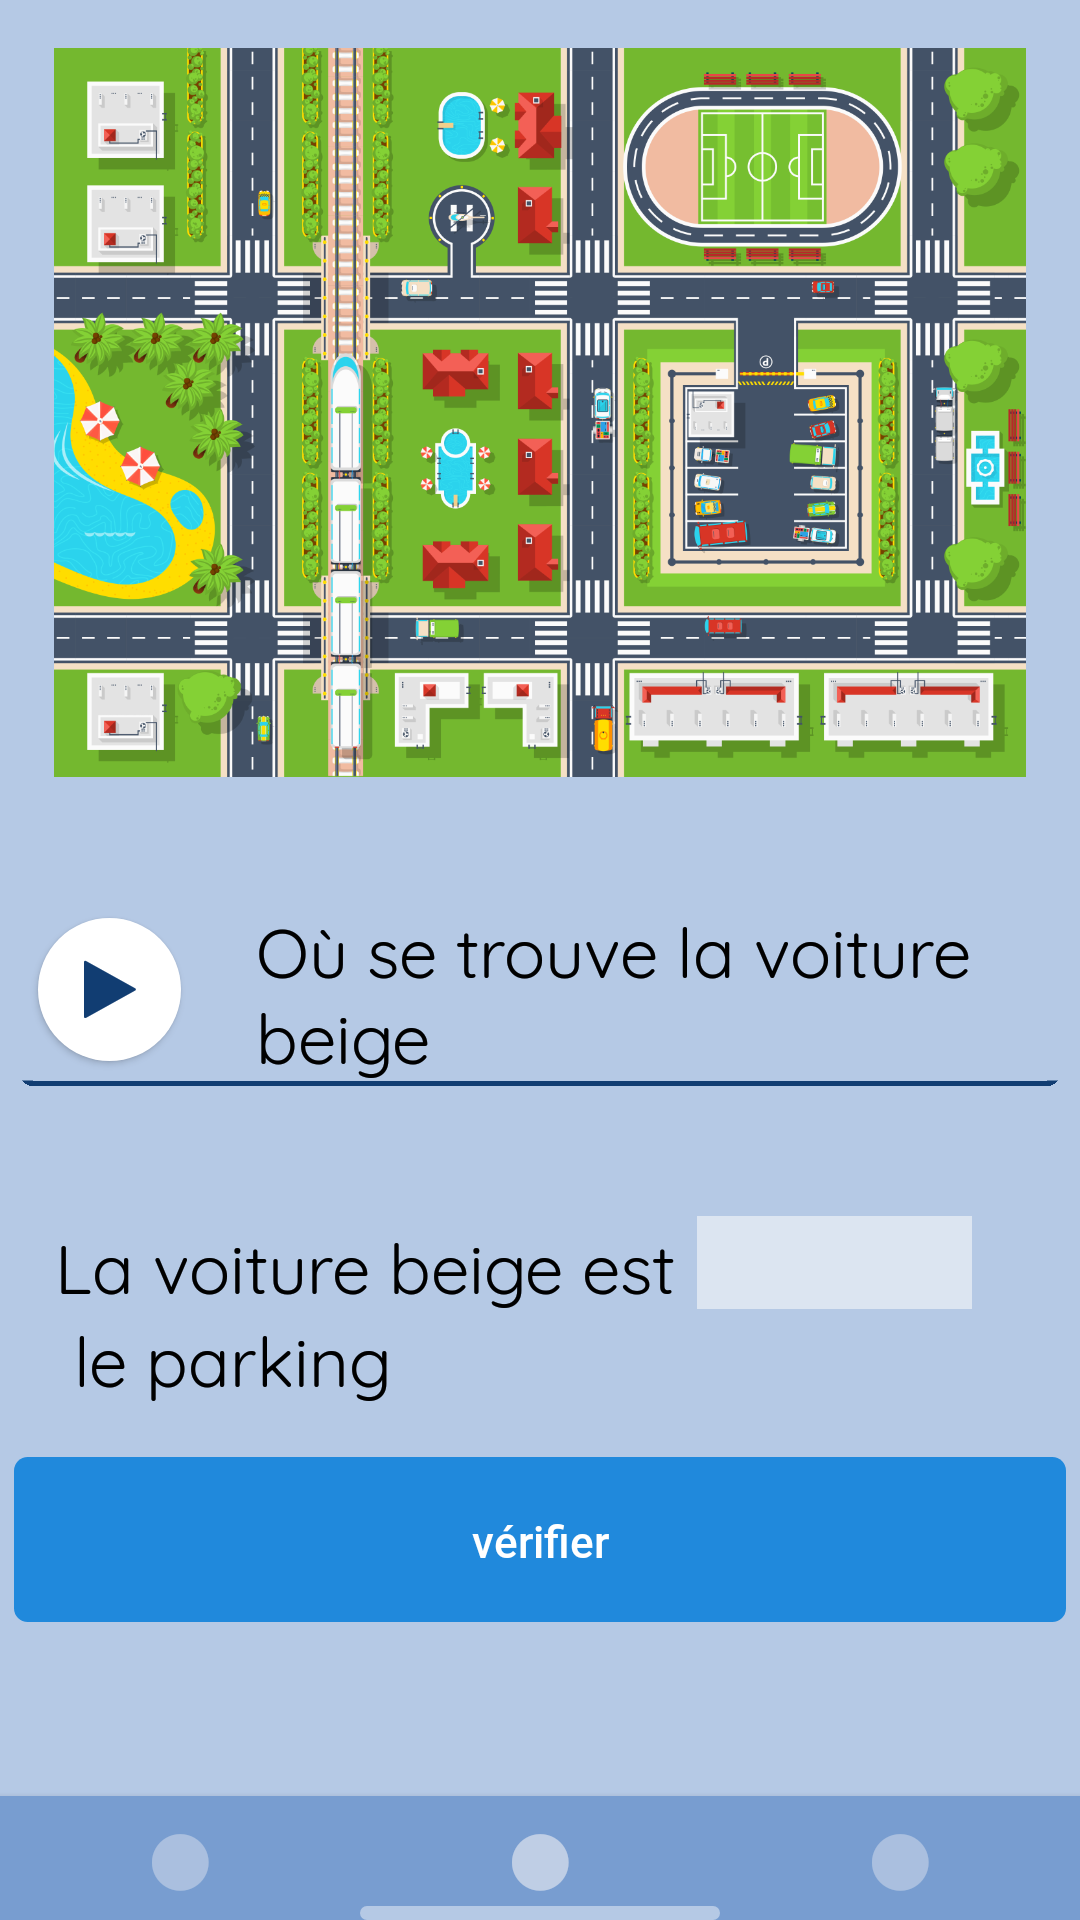 H
P
Où se trouve la voiture
beige
La voiture beige est
le parking
vérifier